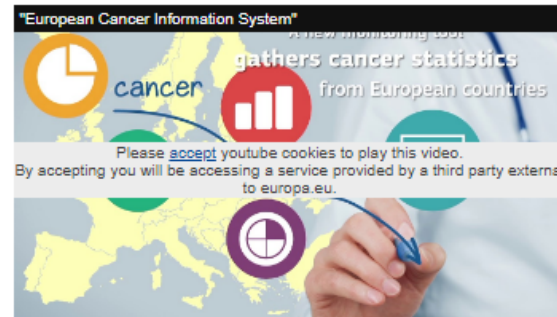 "European Cancer Information System"
A new monitoring tool
gathers cancer statistics
cancer
from European countries
Please accept youtube cookies to play this video.
By accepting you will be accessing a service provided by a third party externa
to europa.eu.